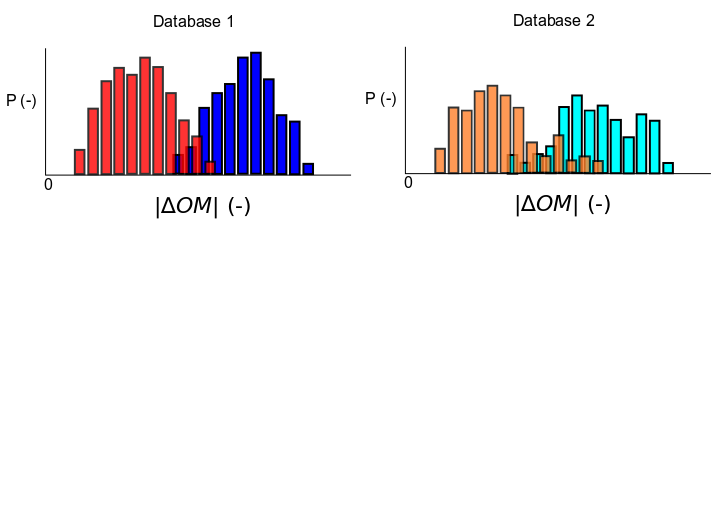 Database 1
P (-)
0
|ΔOM| (-)
Database 2
P (-)
0
|ΔOM| (-)